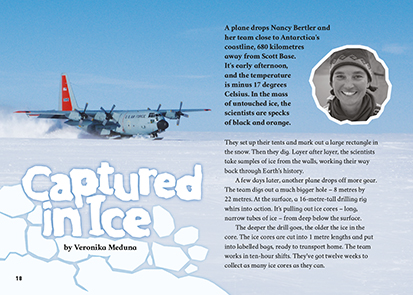 U.S. AIR FORCE
Captured
in Ice
by Veronika Meduna
18
A plane drops Nancy Bertler and
her team close to Antarctica's
coastline, 680 kilometres
away from Scott Base.
It's early afternoon,
and the temperature
is minus 17 degrees
Celsius. In the mass
of untouched ice, the
scientists are specks
of black and orange.
They set up their tents and mark out a large rectangle
in the snow. Then they dig. Layer after layer, the scientists
take samples of ice from the walls, working their way
back through Earth's history.
A few days later, another plane drops off more gear.
The team digs out a much bigger hole – 8 metres by
22 metres. At the surface, a 16-metre-tall drilling rig
whirs into action. It's pulling out ice cores – long,
narrow tubes of ice – from deep below the surface.
The deeper the drill goes, the older the ice in the
core. The ice cores are cut into 1 metre lengths and put
into labelled bags, ready to transport home. The team
works in ten-hour shifts. They've got twelve weeks to
collect as many ice cores as they can.